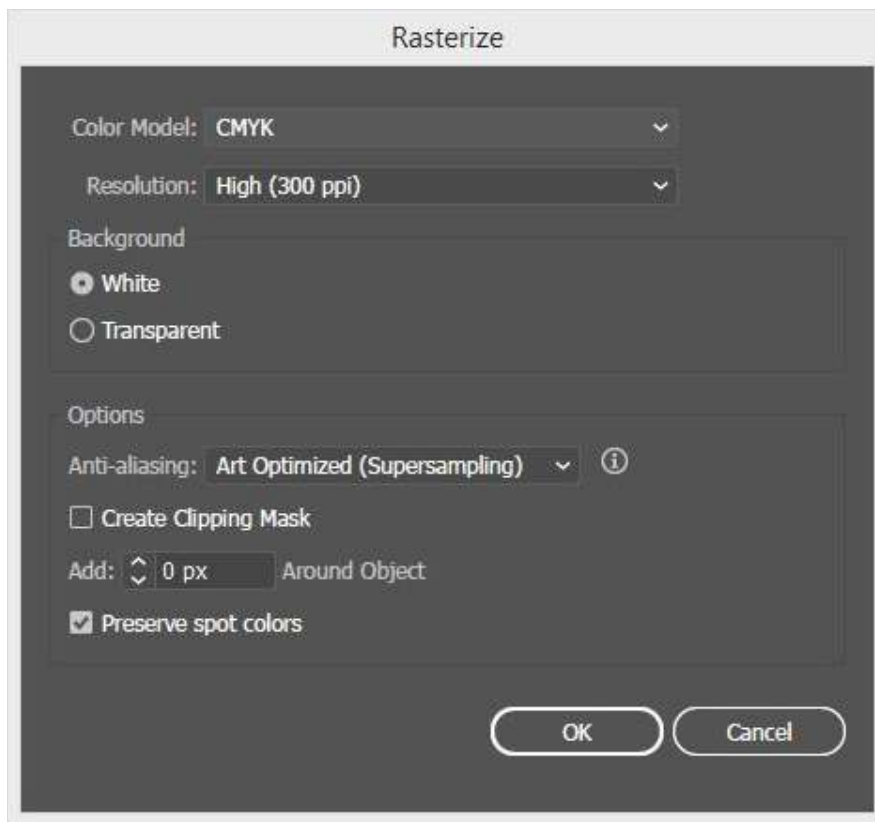 Rasterize
Color Model: CMYK
Resolution: High (300 ppi)
Background
White
Transparent
Options
Anti-aliasing: Art Optimized (Supersampling)
Create Clipping Mask
Add: 0 px Around Object
Preserve spot colors
OK Cancel